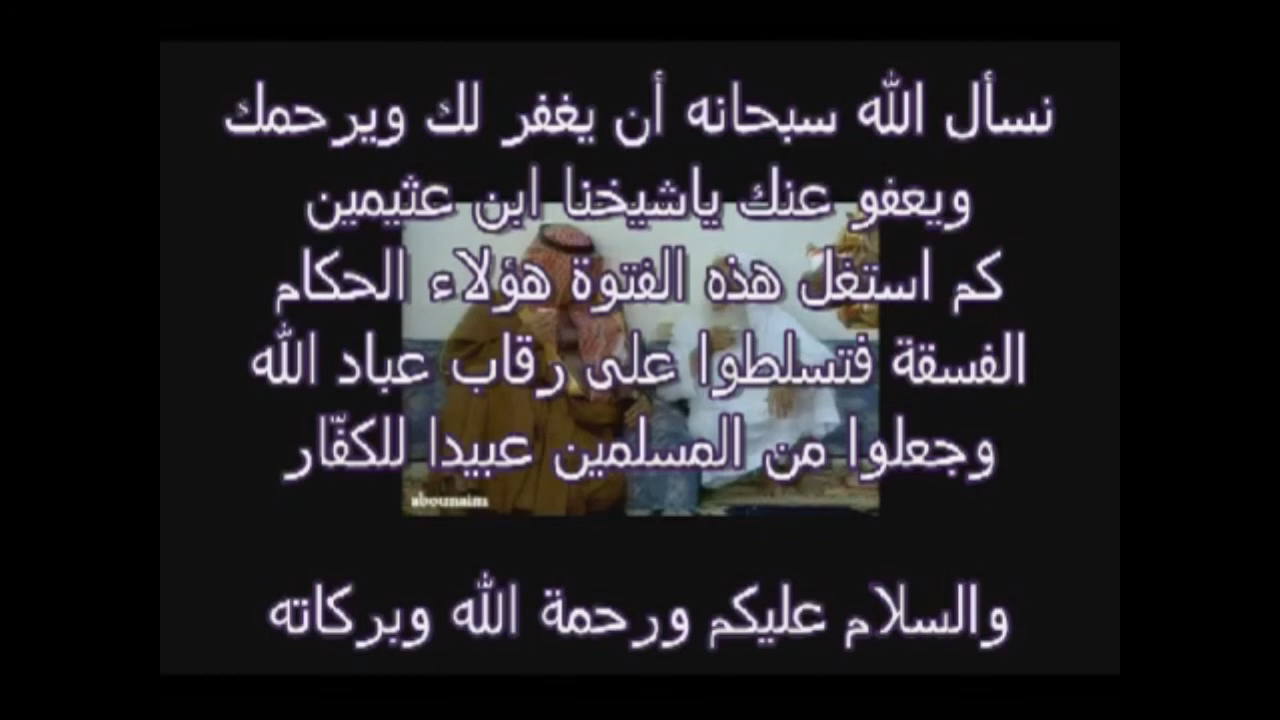 نسأل الله سبحانه أن يغفر لك ويرحمك
ويعفو عنك ياشيخنا ابن عثيمين
كم استغل هذه الفتوة هؤلاء الحكام
الفسقة فتسلطوا على رقاب عباد الله
وجعلوا من المسلمين عبيدا للكفّار
abounaim
والسلام عليكم ورحمة الله وبركاته